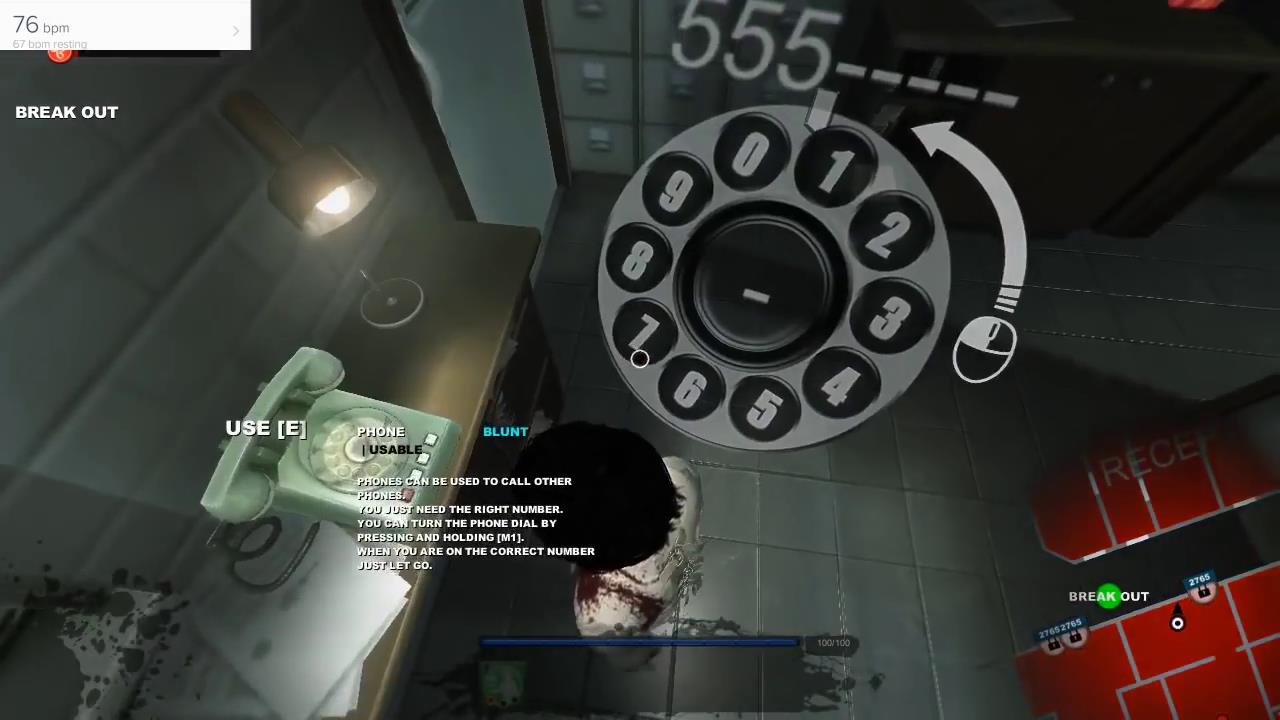 76 bpm
67 bpm resting
BREAK OUT
555----
0
1
9
2
8
-
3
7
6
5
4
USE [E]
PHONE
BLUNT
| USABLE
PHONES CAN BE USED TO CALL OTHER
PHONES.
YOU JUST NEED THE RIGHT NUMBER.
YOU CAN TURN THE PHONE DIAL BY
PRESSING AND HOLDING [M1].
WHEN YOU ARE ON THE CORRECT NUMBER
JUST LET GO.
RECE
BREAK OUT
2765
2765
2765
100/100